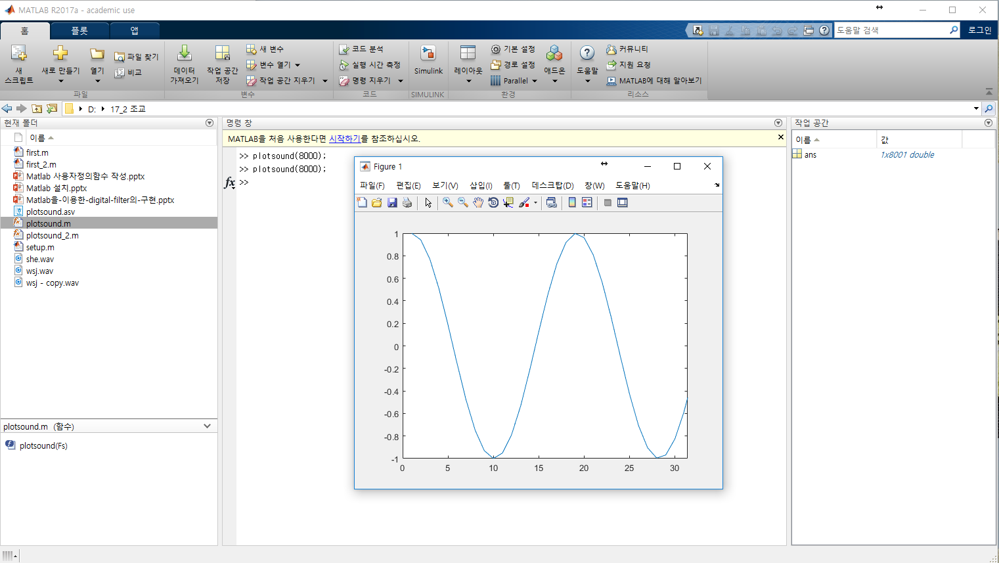 MATLAB R2017a - academic use
홈 플롯 앱
도움말 검색 로그인
새 스크립트
새로 만들기
열기
파일 찾기
비교
데이터 가져오기
작업 공간 저장
새 변수
변수 열기
작업 공간 지우기
코드 분석
실행 시간 측정
명령 지우기
Simulink
레이아웃
기본 설정
경로 설정
Parallel
애드온
도움말
커뮤니티
지원 요청
MATLAB에 대해 알아보기
파일 변수 코드 SIMULINK 환경 리소스
D: 17_2 조교
현재 폴더
이름
first.m
first_2.m
Matlab 사용자정의함수 작성.pptx
Matlab 설치.pptx
Matlab을-이용한-digital-filter의-구현.pptx
plotsound.asv
plotsound.m
plotsound_2.m
setup.m
she.wav
wsj.wav
wsj - copy.wav
plotsound.m (함수)
plotsound(Fs)
명령 창
MATLAB을 처음 사용한다면 시작하기를 참조하십시오.
>> plotsound(8000);
>> plotsound(8000);
fx >>
Figure 1
파일(F) 편집(E) 보기(V) 삽입(I) 툴(T) 데스크탑(D) 창(W) 도움말(H)
1
0.8
0.6
0.4
0.2
0
-0.2
-0.4
-0.6
-0.8
-1
0 5 10 15 20 25 30
작업 공간
이름 값
ans 1x8001 double